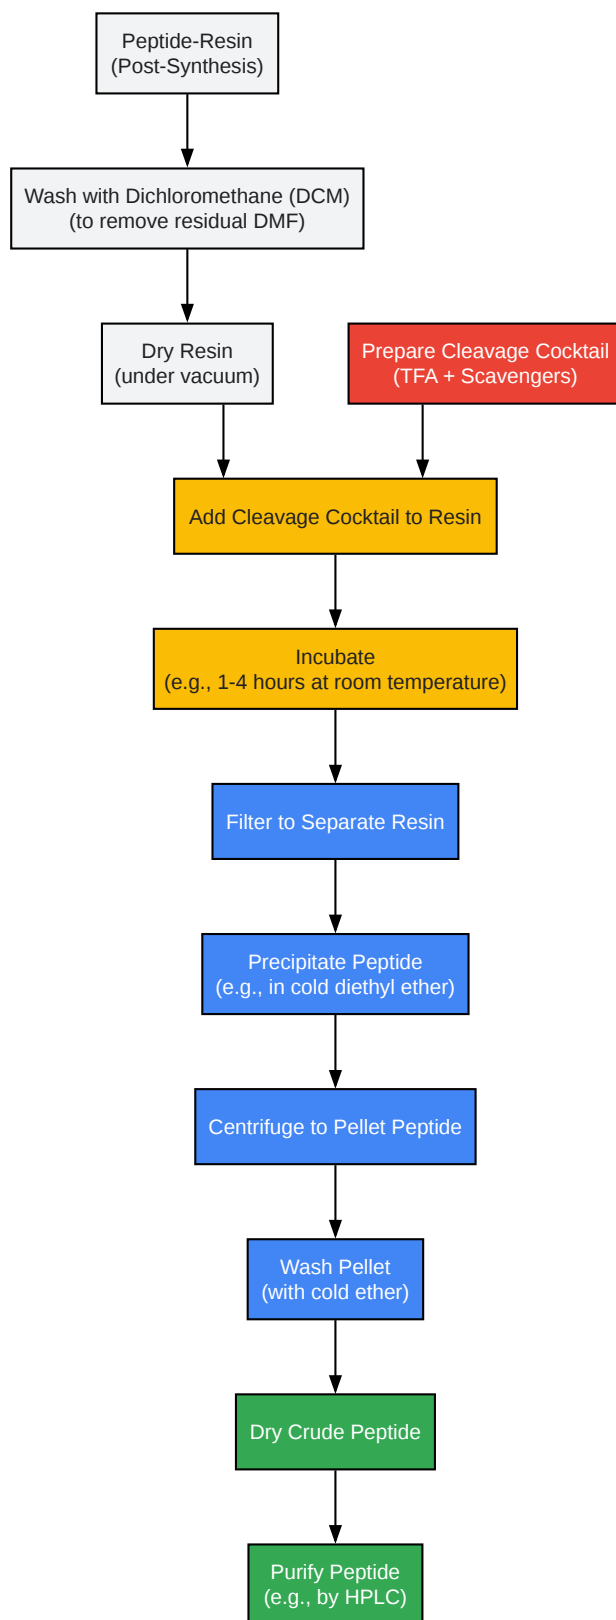 Peptide-Resin
(Post-Synthesis)
Wash with Dichloromethane (DCM)
(to remove residual DMF)
Dry Resin
(under vacuum)
Prepare Cleavage Cocktail
(TFA + Scavengers)
Add Cleavage Cocktail to Resin
Incubate
(e.g., 1-4 hours at room temperature)
Filter to Separate Resin
Precipitate Peptide
(e.g., in cold diethyl ether)
Centrifuge to Pellet Peptide
Wash Pellet
(with cold ether)
Dry Crude Peptide
Purify Peptide
(e.g., by HPLC)